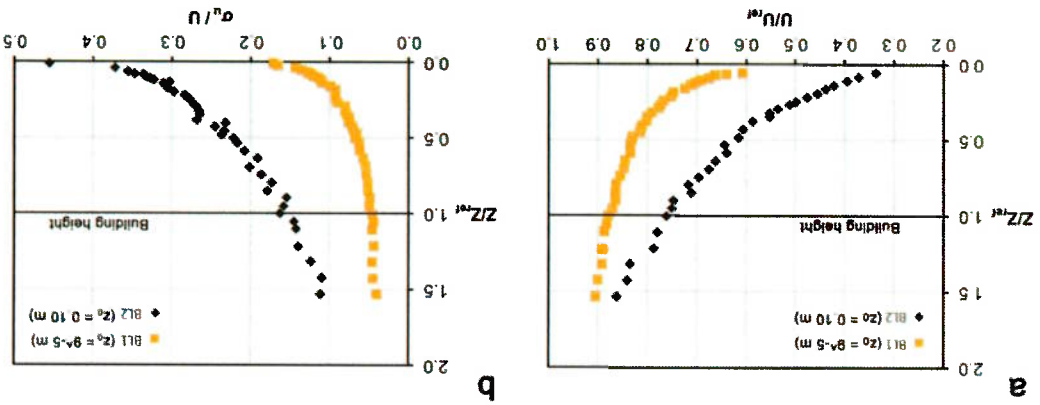 a
2.0
BL1 (z₀ = 9^-5 m)
BL2 (z₀ = 0.10 m)
1.5
Z/Z_ref
Building height
1.0
0.5
0.0
0.2 0.3 0.4 0.5 0.6 0.7 0.8 0.9 1.0
U/U_ref
b
2.0
BL1 (z₀ = 9^-5 m)
BL2 (z₀ = 0.10 m)
1.5
Z/Z_ref
Building height
1.0
0.5
0.0
0.0 0.1 0.2 0.3 0.4 0.5
σᵤ / U